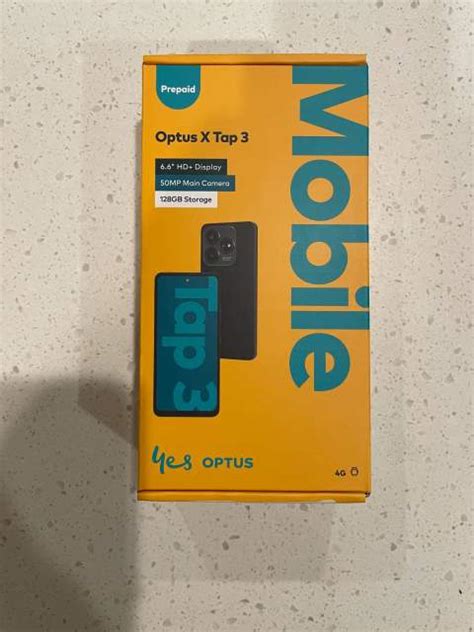 Prepaid
Optus X Tap 3
6.6" HD+ Display
50MP Main Camera
128GB Storage
Mobile
Tap 3
yes OPTUS
4G